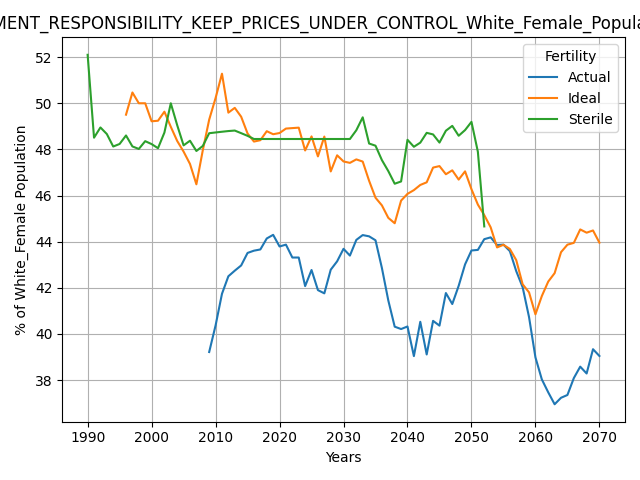 MENT_RESPONSIBILITY_KEEP_PRICES_UNDER_CONTROL_White_Female_Popula
Fertility
Actual
Ideal
Sterile
% of White_Female Population
52
50
48
46
44
42
40
38
1990 2000 2010 2020 2030 2040 2050 2060 2070
Years